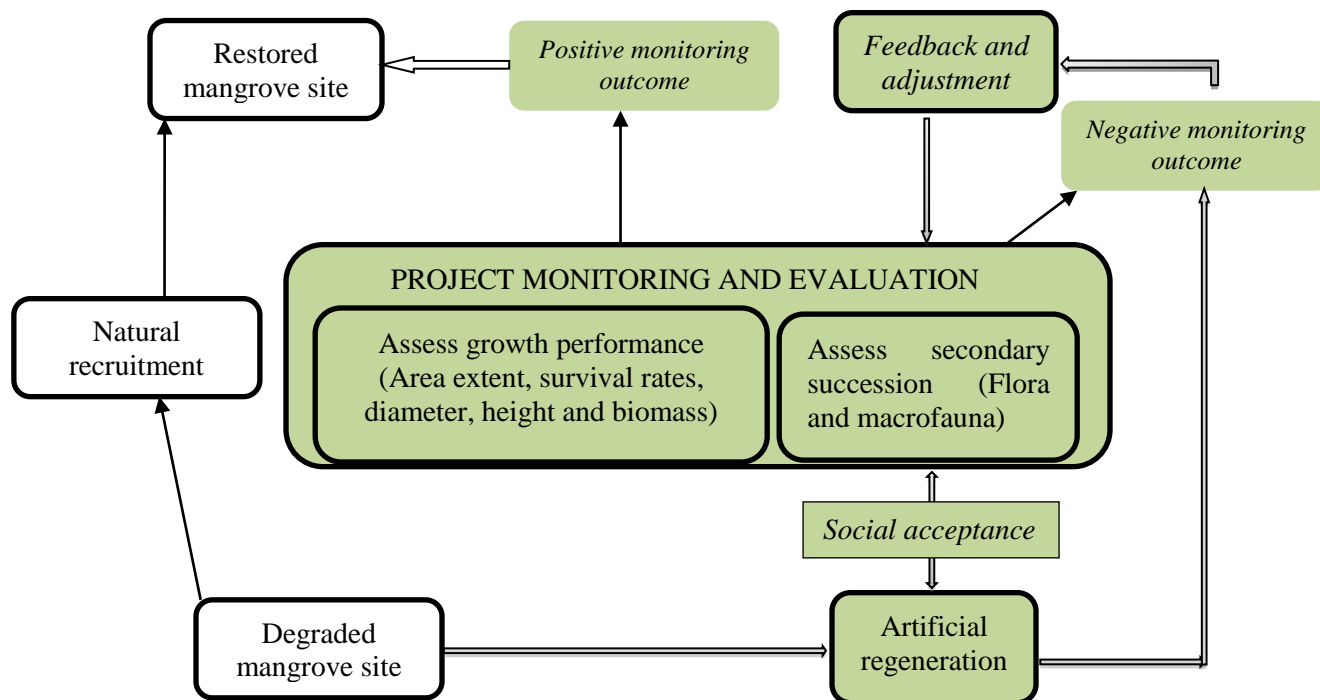 Restored
mangrove site
Positive monitoring
outcome
Feedback and
adjustment
Negative monitoring
outcome
PROJECT MONITORING AND EVALUATION
Natural
recruitment
Assess growth performance
(Area extent, survival rates,
diameter, height and biomass)
Assess secondary
succession (Flora
and macrofauna)
Social acceptance
Degraded
mangrove site
Artificial
regeneration